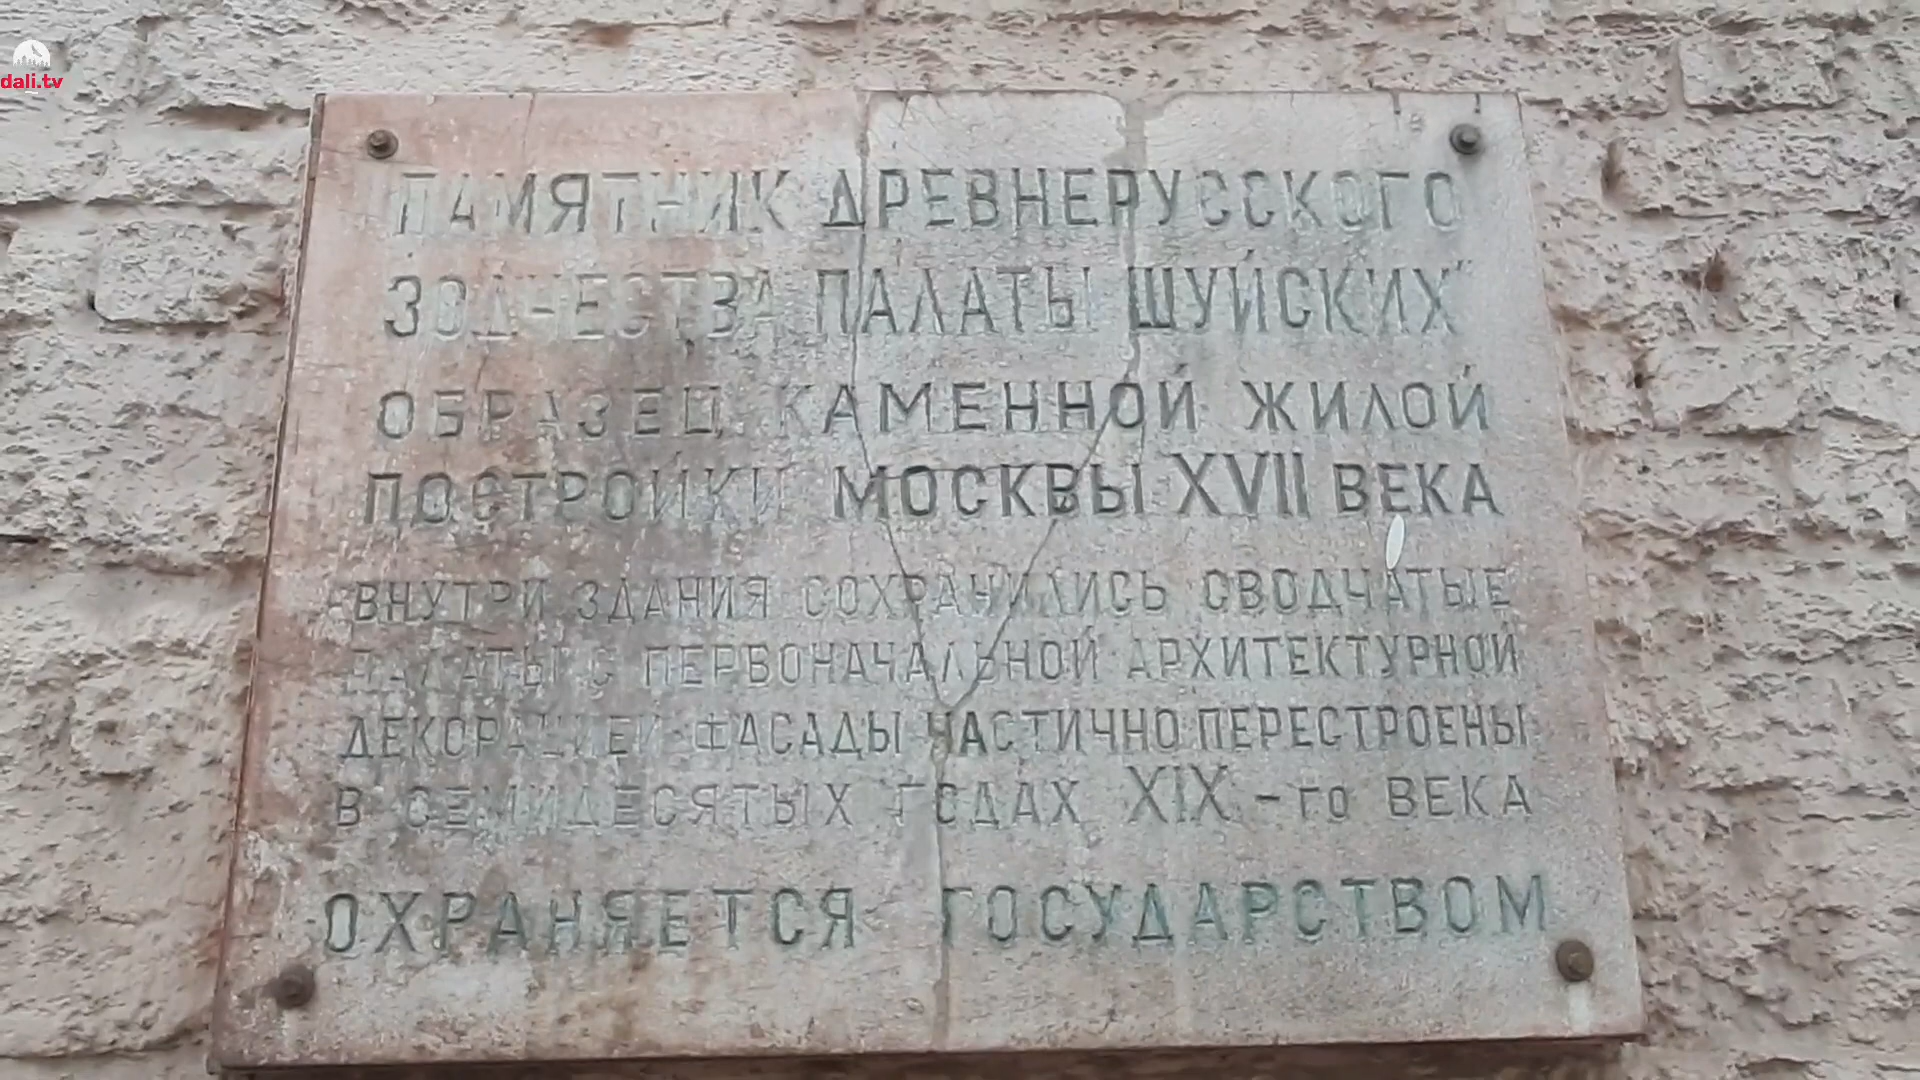 dali.tv
ПАМЯТНИК ДРЕВНЕРУССКОГО
ЗОДЧЕСТВА ПАЛАТЫ ШУЙСКИХ
ОБРАЗЕЦ КАМЕННОЙ ЖИЛОЙ
ПОСТРОЙКИ МОСКВЫ XVII ВЕКА
ВНУТРИ ЗДАНИЯ СОХРАНИЛИСЬ СВОДЧАТЫЕ
ПАЛАТЫ С ПЕРВОНАЧАЛЬНОЙ АРХИТЕКТУРНОЙ
ДЕКОРАЦИЕЙ ФАСАДЫ ЧАСТИЧНО ПЕРЕСТРОЕНЫ
В СЕМИДЕСЯТЫХ ГОДАХ XIX-го ВЕКА
ОХРАНЯЕТСЯ ГОСУДАРСТВОМ